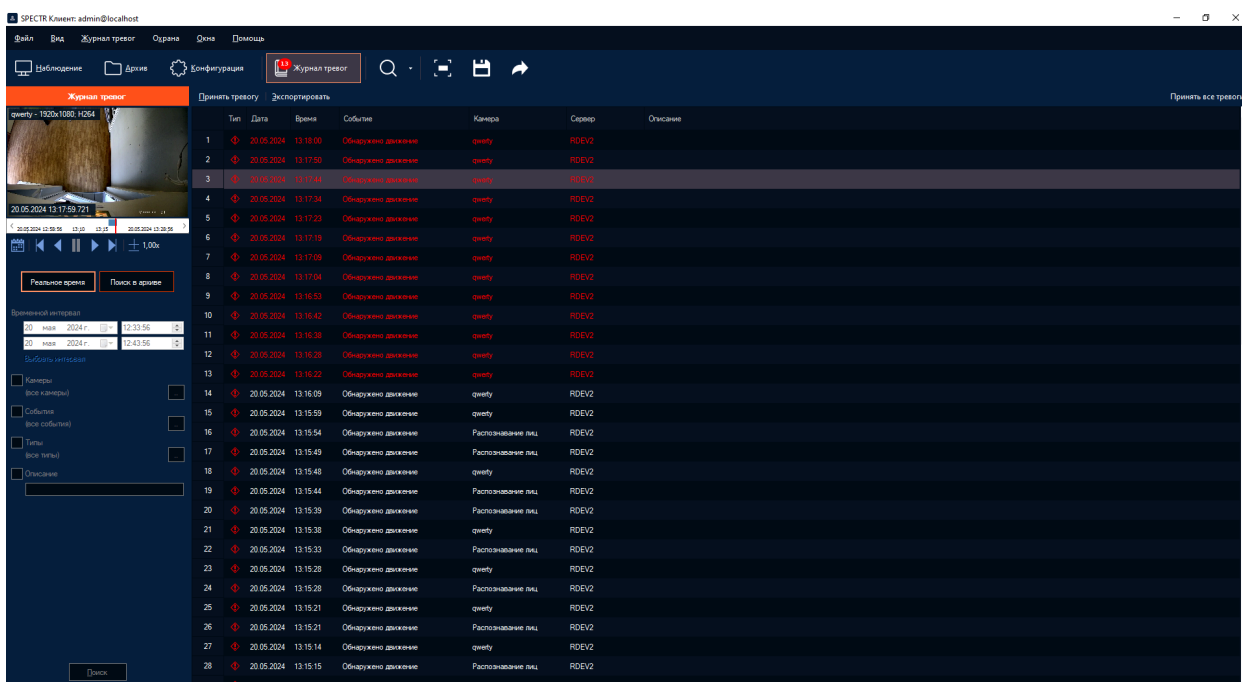 SPECTR Клиент: admin@localhost
Файл Вид Журнал тревог Охрана Окна Помощь
Наблюдение Архив Конфигурация 13 Журнал тревог
Журнал тревог Принять тревогу Экспортировать Принять все тревоги
qwerty - 1920x1080: H264
20.05.2024 13:17:59.721
20.05.2024 12:58:56 13:10 13:15 20.05.2024 13:28:56
1,00x
Реальное время Поиск в архиве
Временной интервал
20 мая 2024 г. 12:33:56
20 мая 2024 г. 12:43:56
Выбрать интервал
Камеры
(все камеры) ...
События
(все события) ...
Типы
(все типы) ...
Описание
Поиск
Тип Дата Время Событие Камера Сервер Описание
1 20.05.2024 13:18:00 Обнаружено движение qwerty RDEV2
2 20.05.2024 13:17:50 Обнаружено движение qwerty RDEV2
3 20.05.2024 13:17:44 Обнаружено движение qwerty RDEV2
4 20.05.2024 13:17:34 Обнаружено движение qwerty RDEV2
5 20.05.2024 13:17:23 Обнаружено движение qwerty RDEV2
6 20.05.2024 13:17:19 Обнаружено движение qwerty RDEV2
7 20.05.2024 13:17:09 Обнаружено движение qwerty RDEV2
8 20.05.2024 13:17:04 Обнаружено движение qwerty RDEV2
9 20.05.2024 13:16:53 Обнаружено движение qwerty RDEV2
10 20.05.2024 13:16:42 Обнаружено движение qwerty RDEV2
11 20.05.2024 13:16:38 Обнаружено движение qwerty RDEV2
12 20.05.2024 13:16:28 Обнаружено движение qwerty RDEV2
13 20.05.2024 13:16:22 Обнаружено движение qwerty RDEV2
14 20.05.2024 13:16:09 Обнаружено движение qwerty RDEV2
15 20.05.2024 13:15:59 Обнаружено движение qwerty RDEV2
16 20.05.2024 13:15:54 Обнаружено движение Распознавание лиц RDEV2
17 20.05.2024 13:15:49 Обнаружено движение Распознавание лиц RDEV2
18 20.05.2024 13:15:48 Обнаружено движение qwerty RDEV2
19 20.05.2024 13:15:44 Обнаружено движение Распознавание лиц RDEV2
20 20.05.2024 13:15:39 Обнаружено движение Распознавание лиц RDEV2
21 20.05.2024 13:15:38 Обнаружено движение qwerty RDEV2
22 20.05.2024 13:15:33 Обнаружено движение Распознавание лиц RDEV2
23 20.05.2024 13:15:28 Обнаружено движение qwerty RDEV2
24 20.05.2024 13:15:28 Обнаружено движение Распознавание лиц RDEV2
25 20.05.2024 13:15:21 Обнаружено движение qwerty RDEV2
26 20.05.2024 13:15:21 Обнаружено движение Распознавание лиц RDEV2
27 20.05.2024 13:15:14 Обнаружено движение qwerty RDEV2
28 20.05.2024 13:15:15 Обнаружено движение Распознавание лиц RDEV2